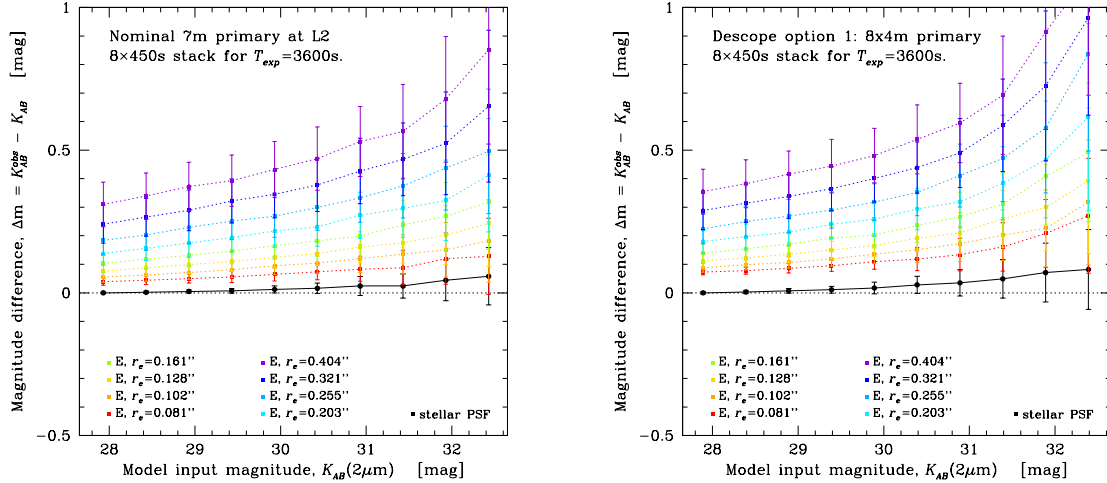 Nominal 7m primary at L2
8×450s stack for T_exp=3600s.
Magnitude difference, Δm = K^obs_AB − K_AB [mag]
1
0.5
0
−0.5
E, r_e=0.161''
E, r_e=0.128''
E, r_e=0.102''
E, r_e=0.081''
E, r_e=0.404''
E, r_e=0.321''
E, r_e=0.255''
E, r_e=0.203''
stellar PSF
28 29 30 31 32
Model input magnitude, K_AB(2μm) [mag]
Descope option 1: 8x4m primary
8×450s stack for T_exp=3600s.
Magnitude difference, Δm = K^obs_AB − K_AB [mag]
1
0.5
0
−0.5
E, r_e=0.161''
E, r_e=0.128''
E, r_e=0.102''
E, r_e=0.081''
E, r_e=0.404''
E, r_e=0.321''
E, r_e=0.255''
E, r_e=0.203''
stellar PSF
28 29 30 31 32
Model input magnitude, K_AB(2μm) [mag]